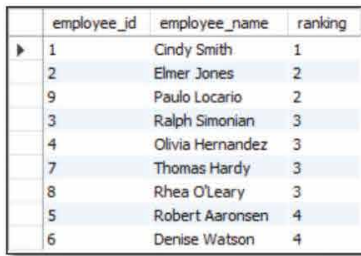 employee_id employee_name ranking
1 Cindy Smith 1
2 Elmer Jones 2
9 Paulo Locario 2
3 Ralph Simonian 3
4 Olivia Hernandez 3
7 Thomas Hardy 3
8 Rhea O'Leary 3
5 Robert Aaronsen 4
6 Denise Watson 4